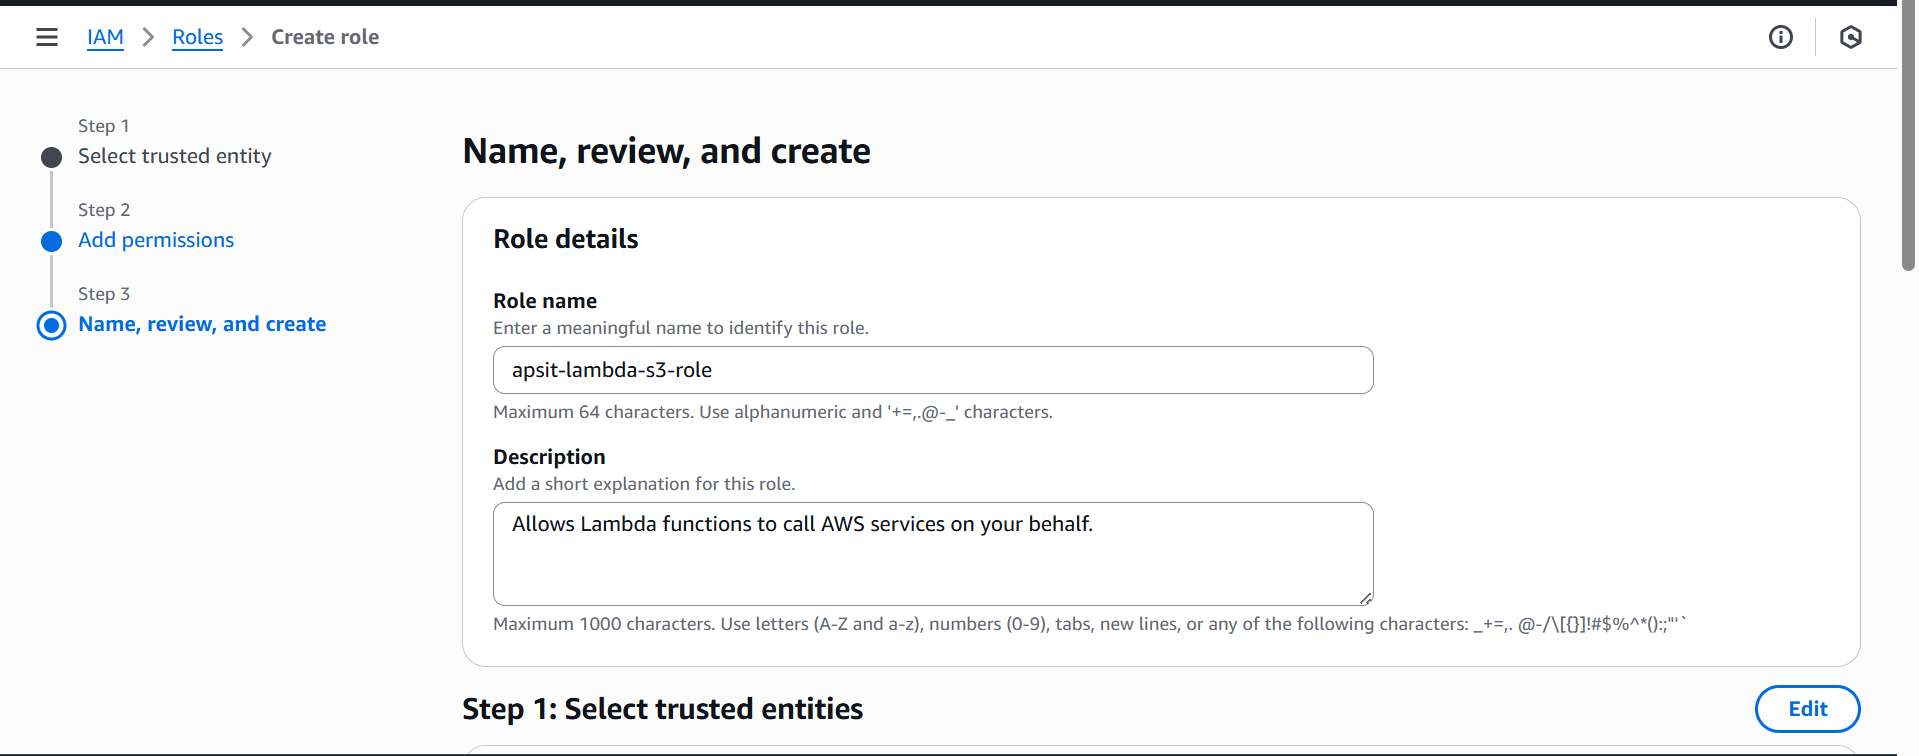 IAM > Roles > Create role
Step 1
Select trusted entity
Step 2
Add permissions
Step 3
Name, review, and create
Name, review, and create
Role details
Role name
Enter a meaningful name to identify this role.
apsit-lambda-s3-role
Maximum 64 characters. Use alphanumeric and '+=,.@-_' characters.
Description
Add a short explanation for this role.
Allows Lambda functions to call AWS services on your behalf.
Maximum 1000 characters. Use letters (A-Z and a-z), numbers (0-9), tabs, new lines, or any of the following characters: _+=,. @-/\[{}]!#$%^*():;"'`
Step 1: Select trusted entities
Edit